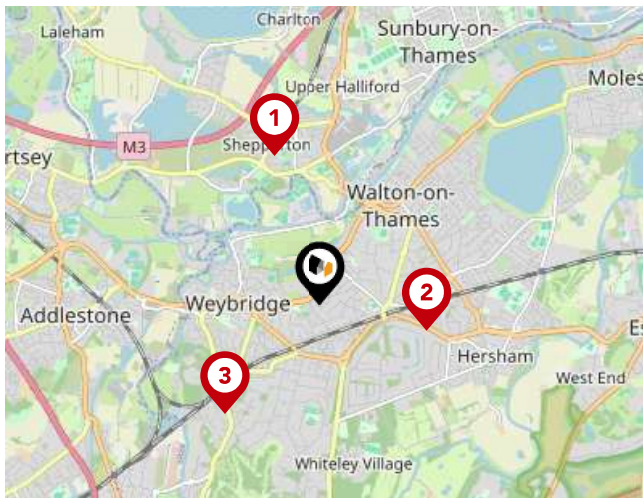 Charlton
Laleham
Sunbury-on-
Thames
Upper Halliford
Moles
1
M3
Shepperton
rtsey
Walton-on-
Thames
Weybridge
2
Addlestone
Es
Hersham
3
West End
Whiteley Village